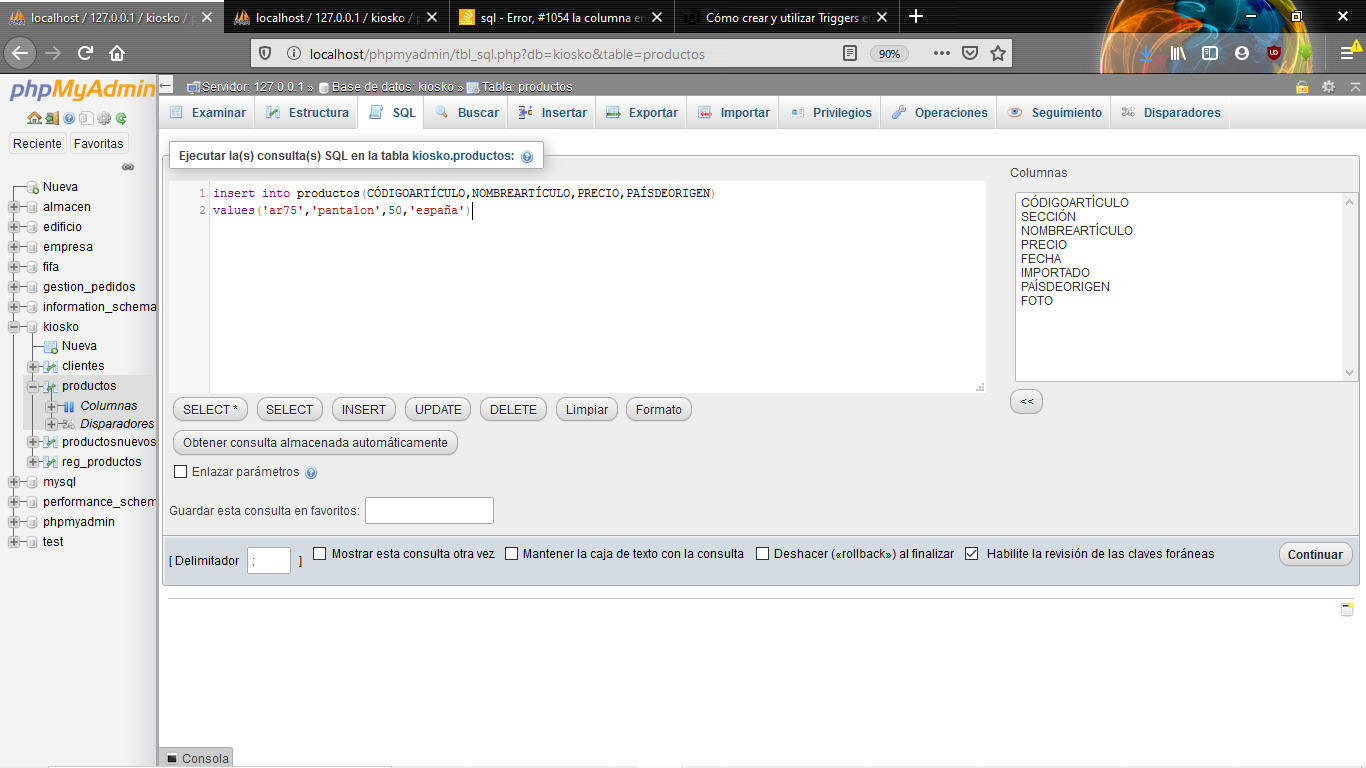 localhost / 127.0.0.1 / kiosko / p
localhost / 127.0.0.1 / kiosko / p
sql - Error, #1054 la columna en
Cómo crear y utilizar Triggers e
localhost/phpmyadmin/tbl_sql.php?db=kiosko&table=productos
90%
phpMyAdmin
Servidor: 127.0.0.1 » Base de datos: kiosko » Tabla: productos
Examinar Estructura SQL Buscar Insertar Exportar Importar Privilegios Operaciones Seguimiento Disparadores
Reciente Favoritas
Nueva
almacen
edificio
empresa
fifa
gestion_pedidos
information_schema
kiosko
Nueva
clientes
productos
Columnas
Disparadores
productosnuevos
reg_productos
mysql
performance_schem
phpmyadmin
test
Ejecutar la(s) consulta(s) SQL en la tabla kiosko.productos:
1 insert into productos(CÓDIGOARTÍCULO,NOMBREARTÍCULO,PRECIO,PAÍSDEORIGEN)
2 values('ar75','pantalon',50,'españa')
Columnas
CÓDIGOARTÍCULO
SECCIÓN
NOMBREARTÍCULO
PRECIO
FECHA
IMPORTADO
PAÍSDEORIGEN
FOTO
<<
SELECT * SELECT INSERT UPDATE DELETE Limpiar Formato
Obtener consulta almacenada automáticamente
Enlazar parámetros
Guardar esta consulta en favoritos:
[ Delimitador ; ] Mostrar esta consulta otra vez Mantener la caja de texto con la consulta Deshacer («rollback») al finalizar Habilite la revisión de las claves foráneas Continuar
Consola